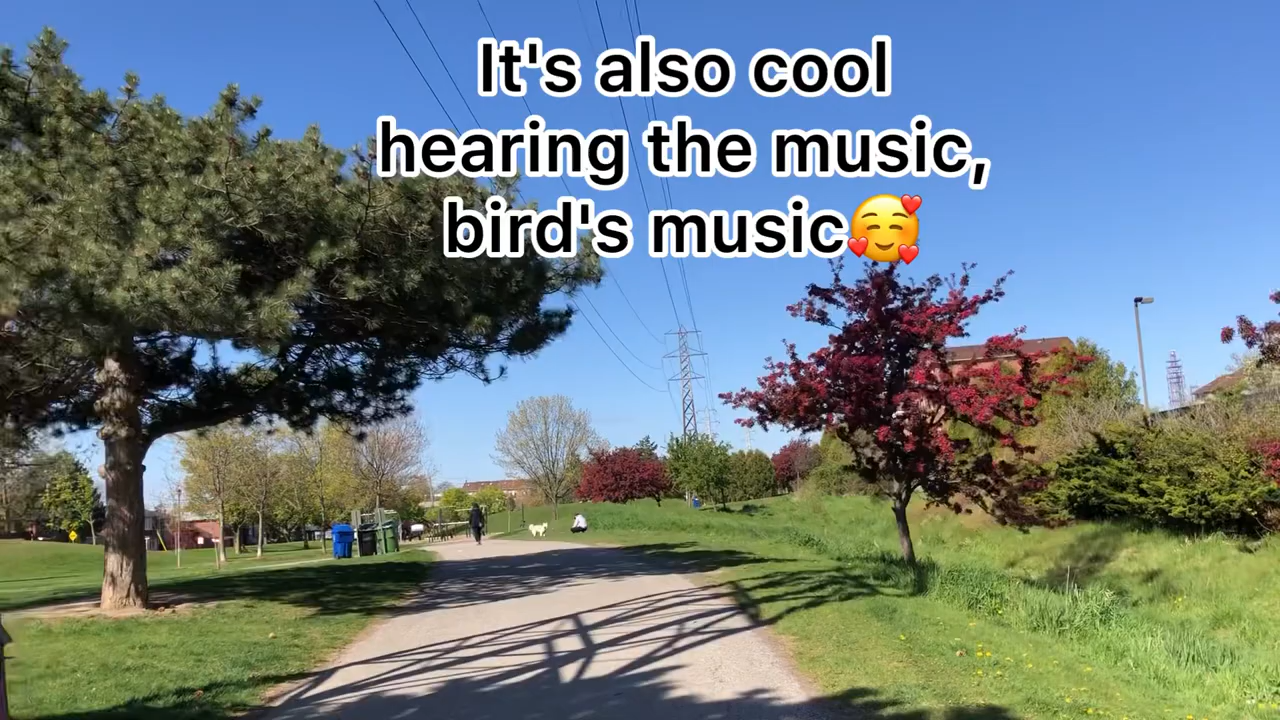 It's also cool
hearing the music,
bird's music🥰